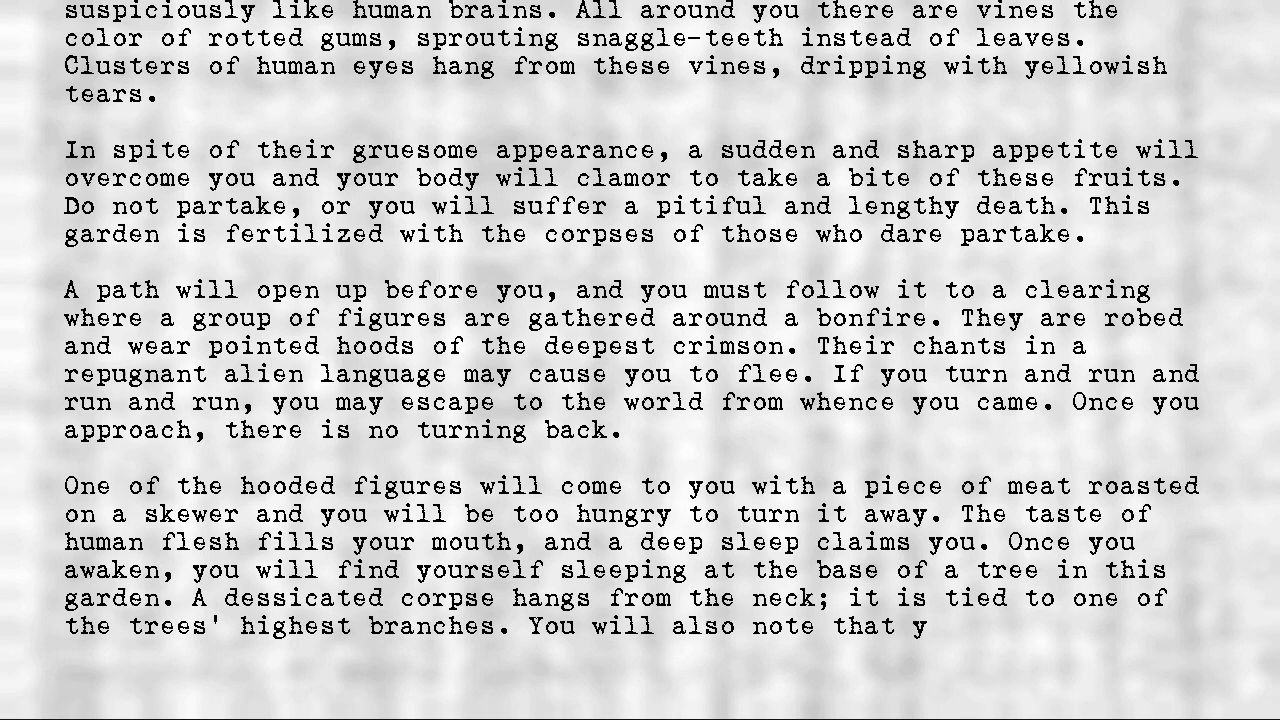 suspiciously like human brains. All around you there are vines the
color of rotted gums, sprouting snaggle-teeth instead of leaves.
Clusters of human eyes hang from these vines, dripping with yellowish
tears.
In spite of their gruesome appearance, a sudden and sharp appetite will
overcome you and your body will clamor to take a bite of these fruits.
Do not partake, or you will suffer a pitiful and lengthy death. This
garden is fertilized with the corpses of those who dare partake.
A path will open up before you, and you must follow it to a clearing
where a group of figures are gathered around a bonfire. They are robed
and wear pointed hoods of the deepest crimson. Their chants in a
repugnant alien language may cause you to flee. If you turn and run and
run and run, you may escape to the world from whence you came. Once you
approach, there is no turning back.
One of the hooded figures will come to you with a piece of meat roasted
on a skewer and you will be too hungry to turn it away. The taste of
human flesh fills your mouth, and a deep sleep claims you. Once you
awaken, you will find yourself sleeping at the base of a tree in this
garden. A dessicated corpse hangs from the neck; it is tied to one of
the trees' highest branches. You will also note that y